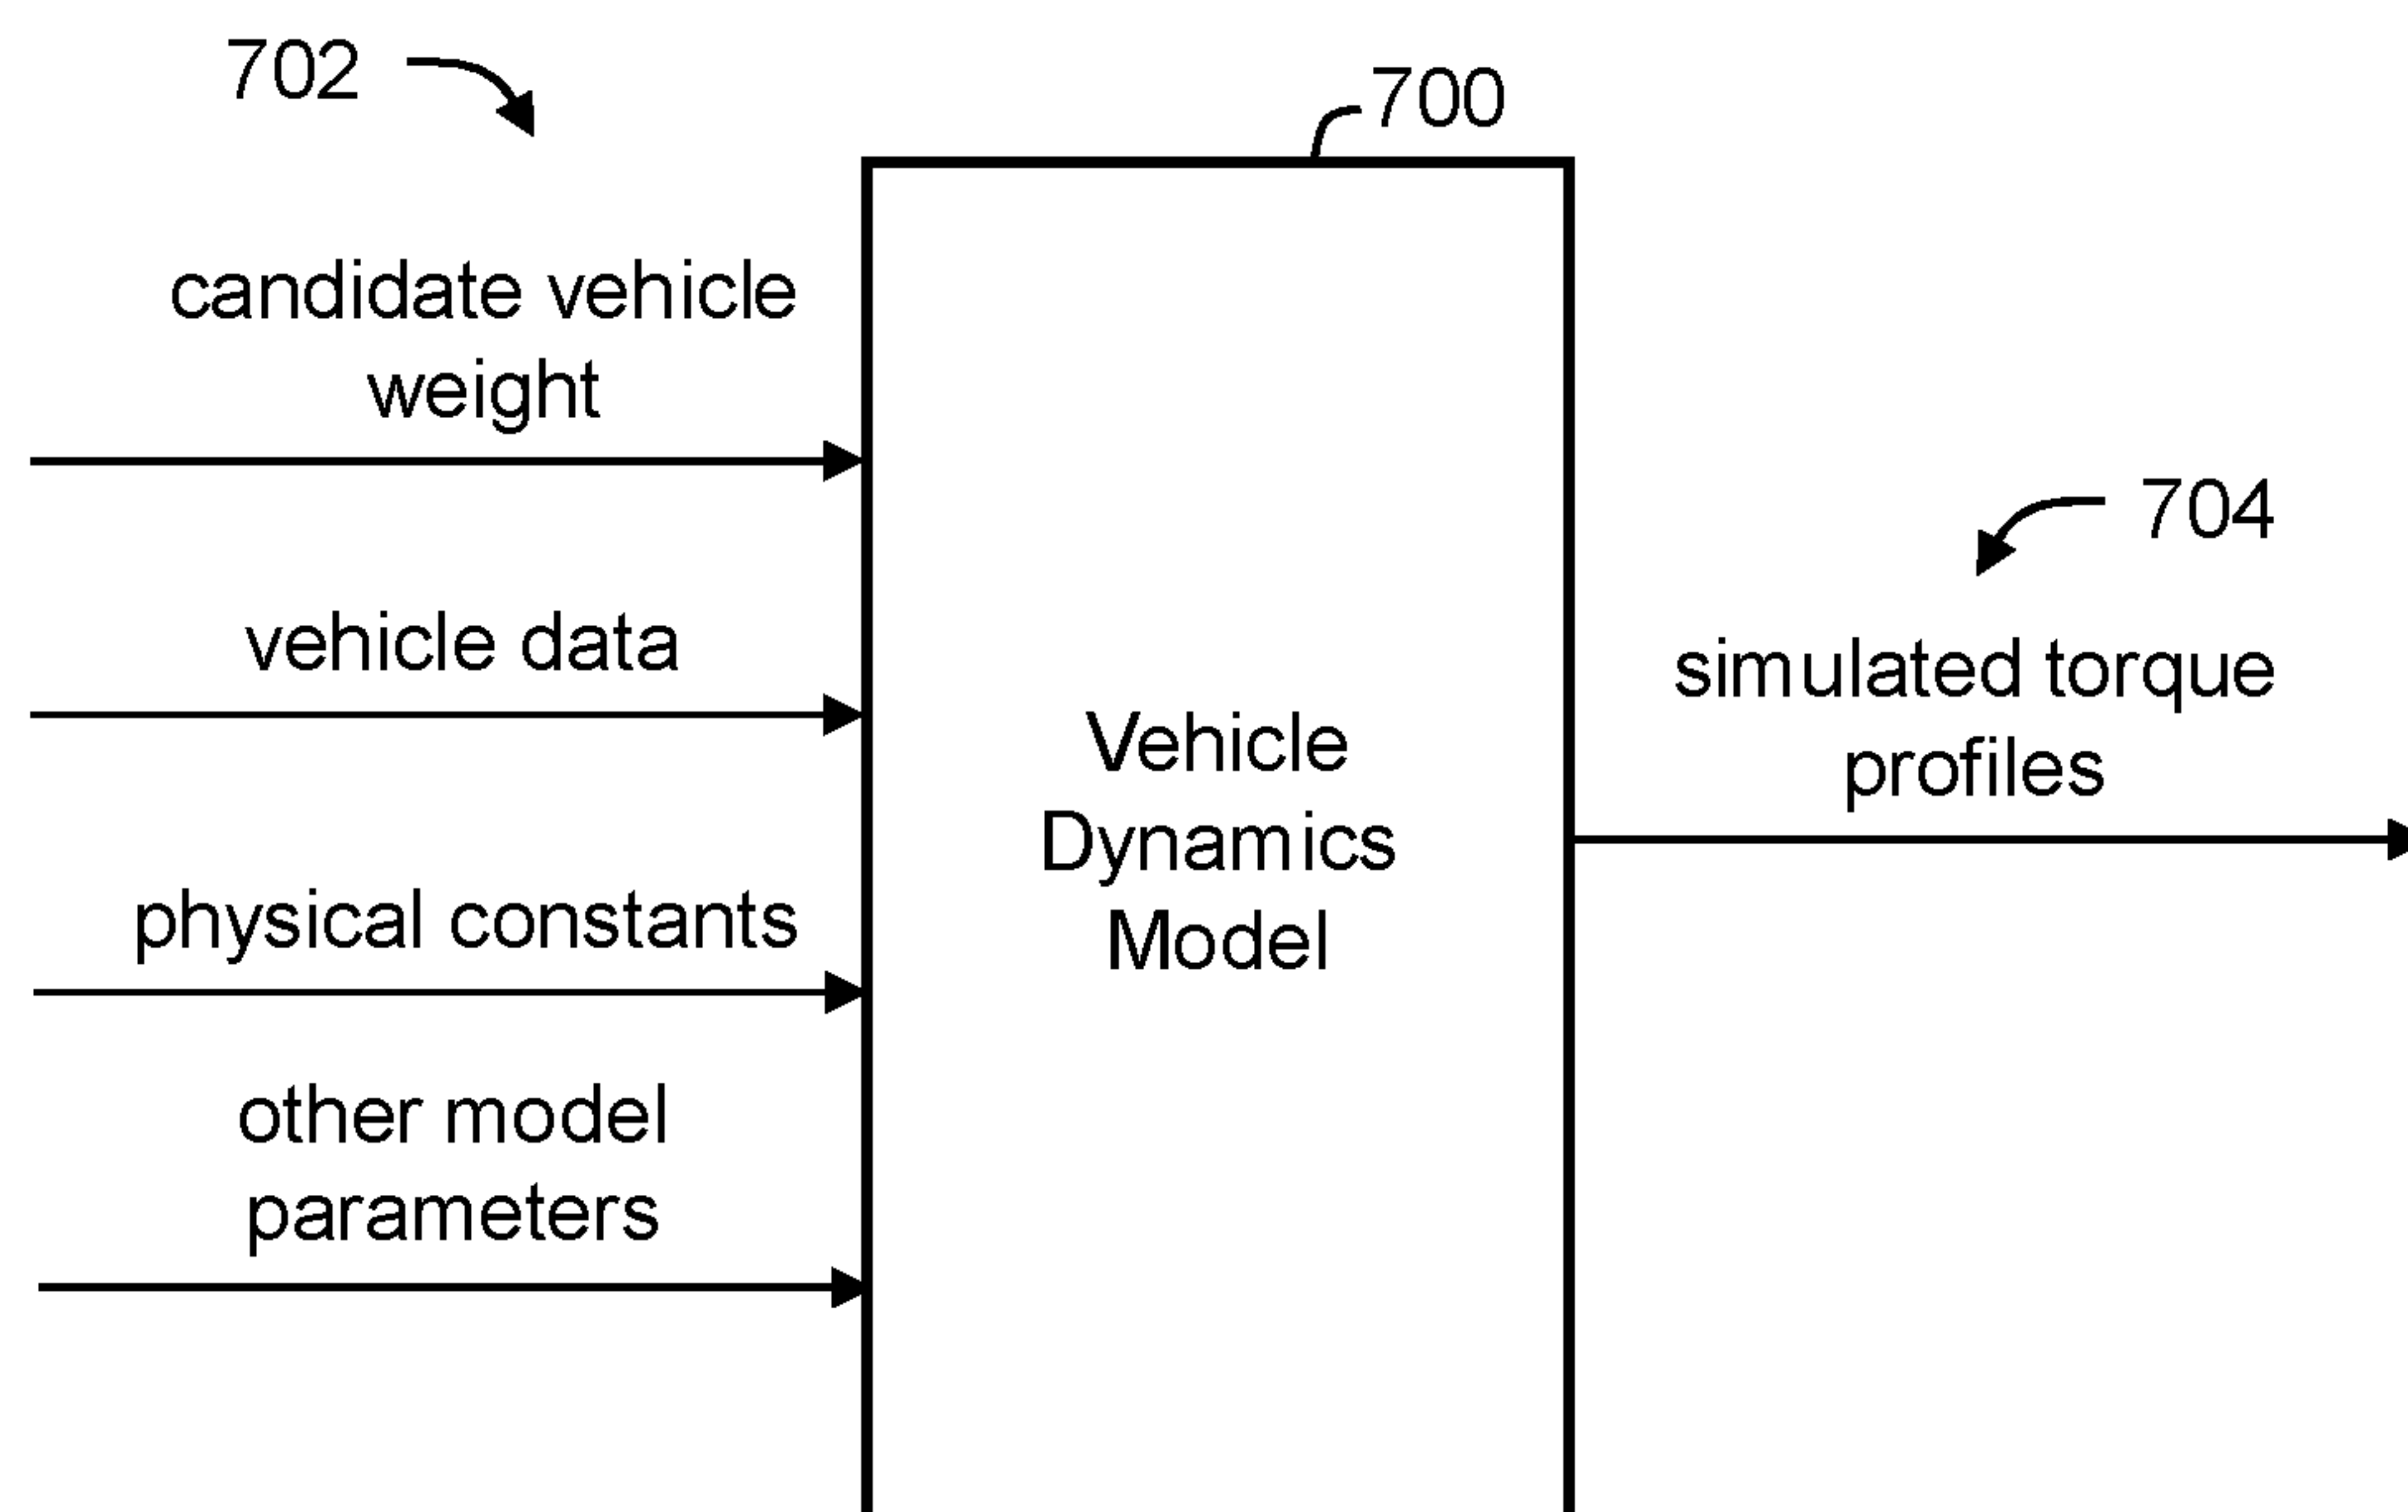 702
700
candidate vehicle
weight
vehicle data
physical constants
other model
parameters
Vehicle
Dynamics
Model
704
simulated torque
profiles